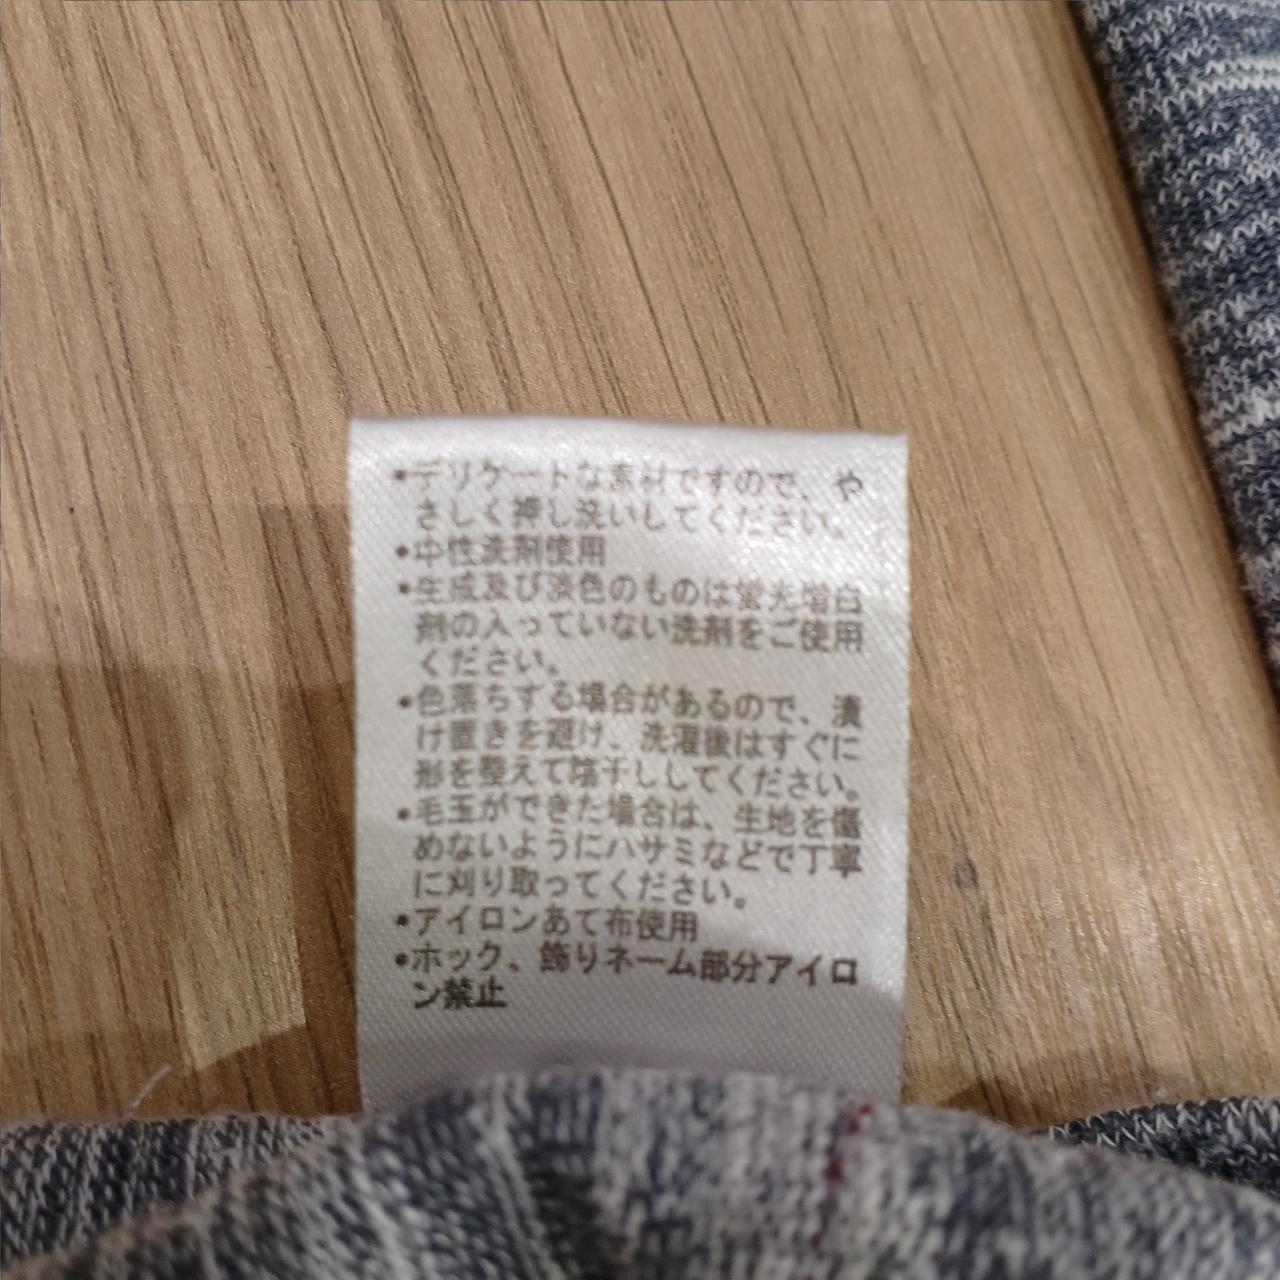 •デリケートな素材ですので、や
さしく押し洗いしてください。
•中性洗剤使用
•生成及び淡色のものは蛍光増白
剤の入っていない洗剤をご使用
ください。
•色落ちする場合があるので、漬
け置きを避け、洗濯後はすぐに
形を整えて陰干ししてください。
•毛玉ができた場合は、生地を傷
めないようにハサミなどで丁寧
に刈り取ってください。
•アイロンあて布使用
•ホック、飾りネーム部分アイロ
ン禁止